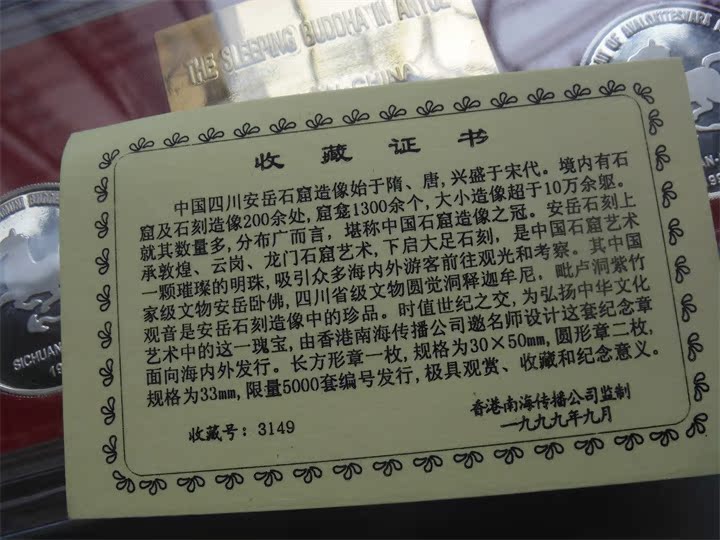 THE SLEEPING BUDDHA IN ANYUE
CHINA
OF AVALOKITESVARA
SICHUAN
19
收藏证书
中国四川安岳石窟造像始于隋、唐，兴盛于宋代。境内有石
窟及石刻造像200余处，窟龛1300余个，大小造像超于10万余躯。
就其数量多，分布广而言，堪称中国石窟造像之冠。安岳石刻上
承敦煌、云岗、龙门石窟艺术，下启大足石刻，是中国石窟艺术
一颗璀璨的明珠，吸引众多海内外游客前往观光和考察。其中国
家级文物安岳卧佛，四川省级文物圆觉洞释迦牟尼，毗卢洞紫竹
观音是安岳石刻造像中的珍品。时值世纪之交，为弘扬中华文化
艺术中的这一瑰宝，由香港南海传播公司邀名师设计这套纪念章
面向海内外发行。长方形章一枚，规格为30×50mm，圆形章二枚，
规格为33mm，限量5000套编号发行，极具观赏、收藏和纪念意义。
收藏号：3149
香港南海传播公司监制
一九九九年九月